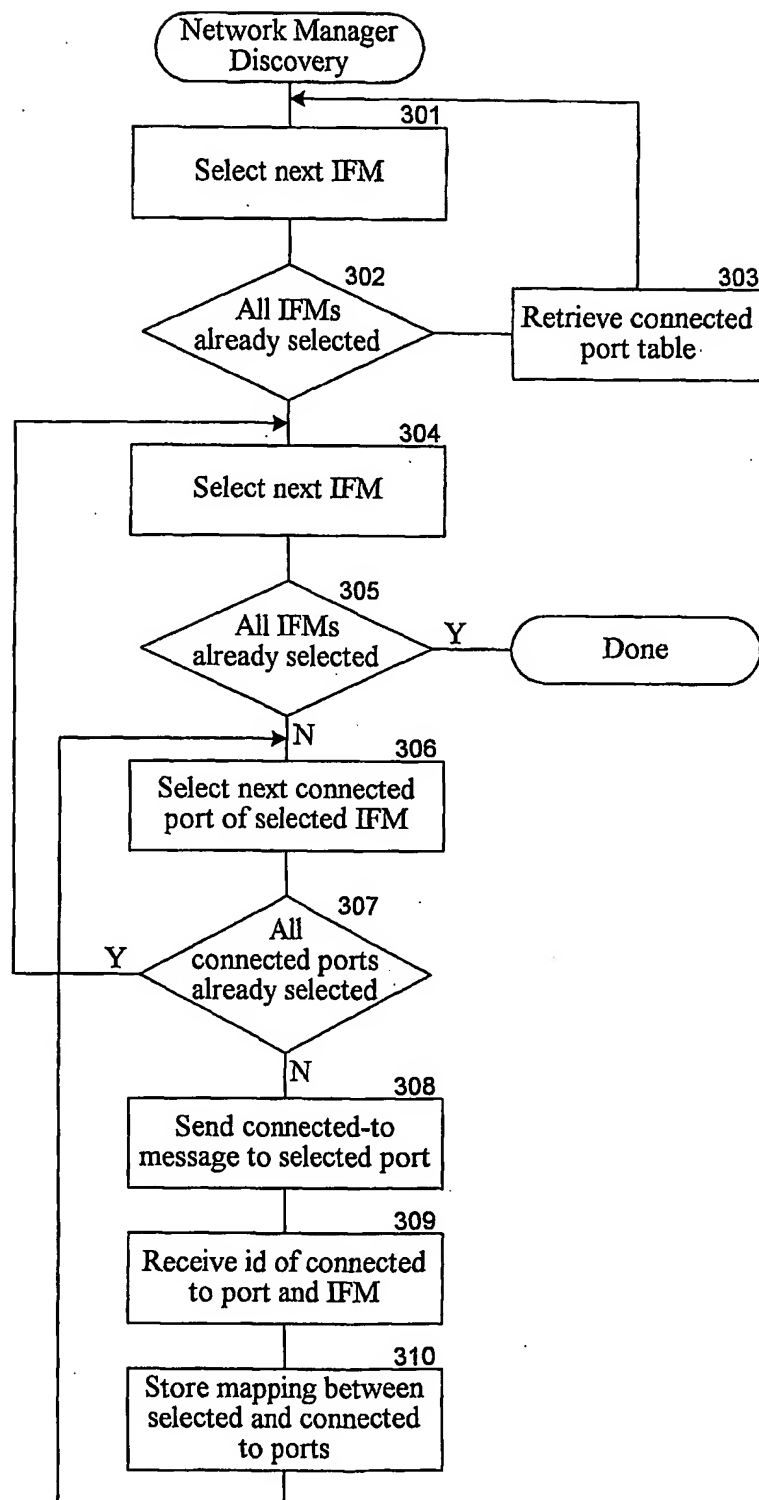 Network Manager
Discovery
301
Select next IFM
302
All IFMs
already selected
303
Retrieve connected
port table
304
Select next IFM
305
All IFMs
already selected
Y
Done
N
306
Select next connected
port of selected IFM
307
All
connected ports
already selected
Y
N
308
Send connected-to
message to selected port
309
Receive id of connected
to port and IFM
310
Store mapping between
selected and connected
to ports